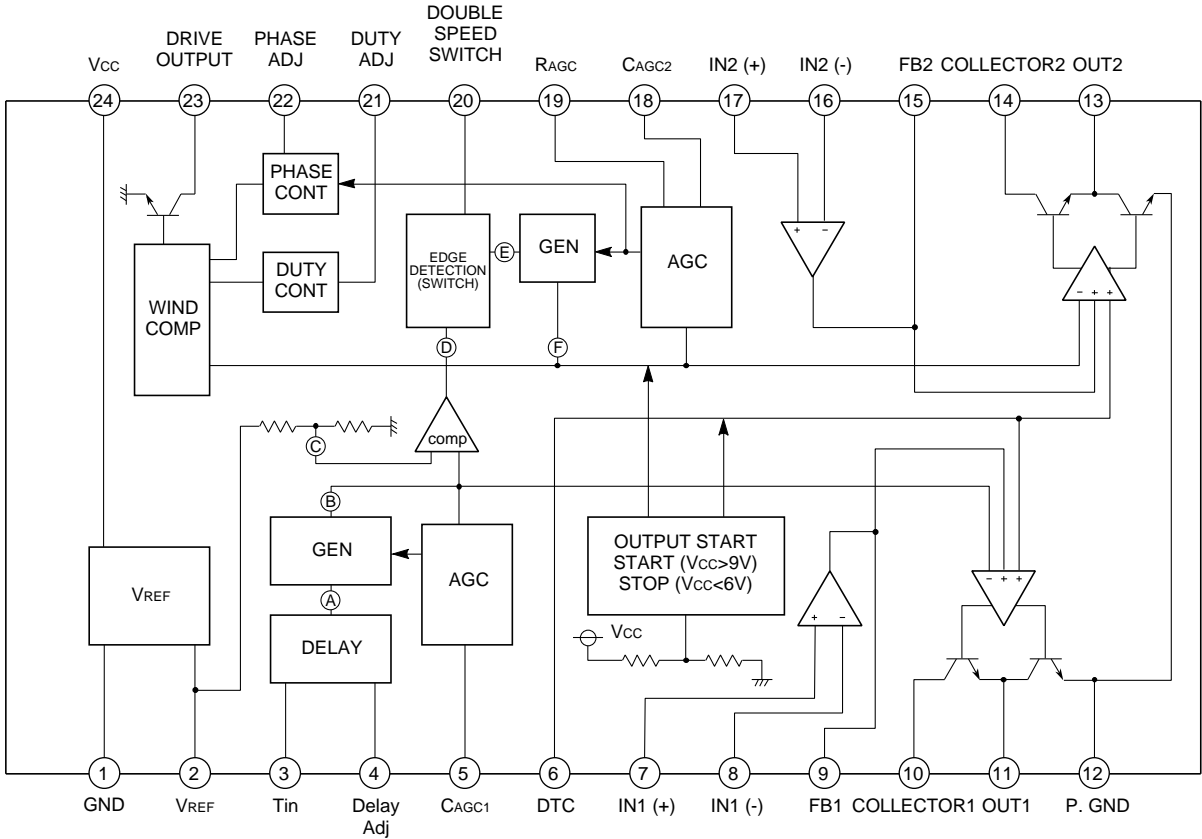 DOUBLE
DRIVE PHASE DUTY SPEED
VCC OUTPUT ADJ ADJ SWITCH RAGC CAGC2 IN2 (+) IN2 (-) FB2 COLLECTOR2 OUT2
24 23 22 21 20 19 18 17 16 15 14 13
PHASE
CONT
EDGE
DETECTION
(SWITCH)
E
GEN
AGC
+ -
DUTY
CONT
WIND
COMP
- + +
D
F
C
comp
B
GEN
AGC
OUTPUT START
START (VCC>9V)
STOP (VCC<6V)
VREF
A
DELAY
VCC
+ -
- + +
1 2 3 4 5 6 7 8 9 10 11 12
GND VREF Tin Delay CAGC1 DTC IN1 (+) IN1 (-) FB1 COLLECTOR1 OUT1 P. GND
Adj